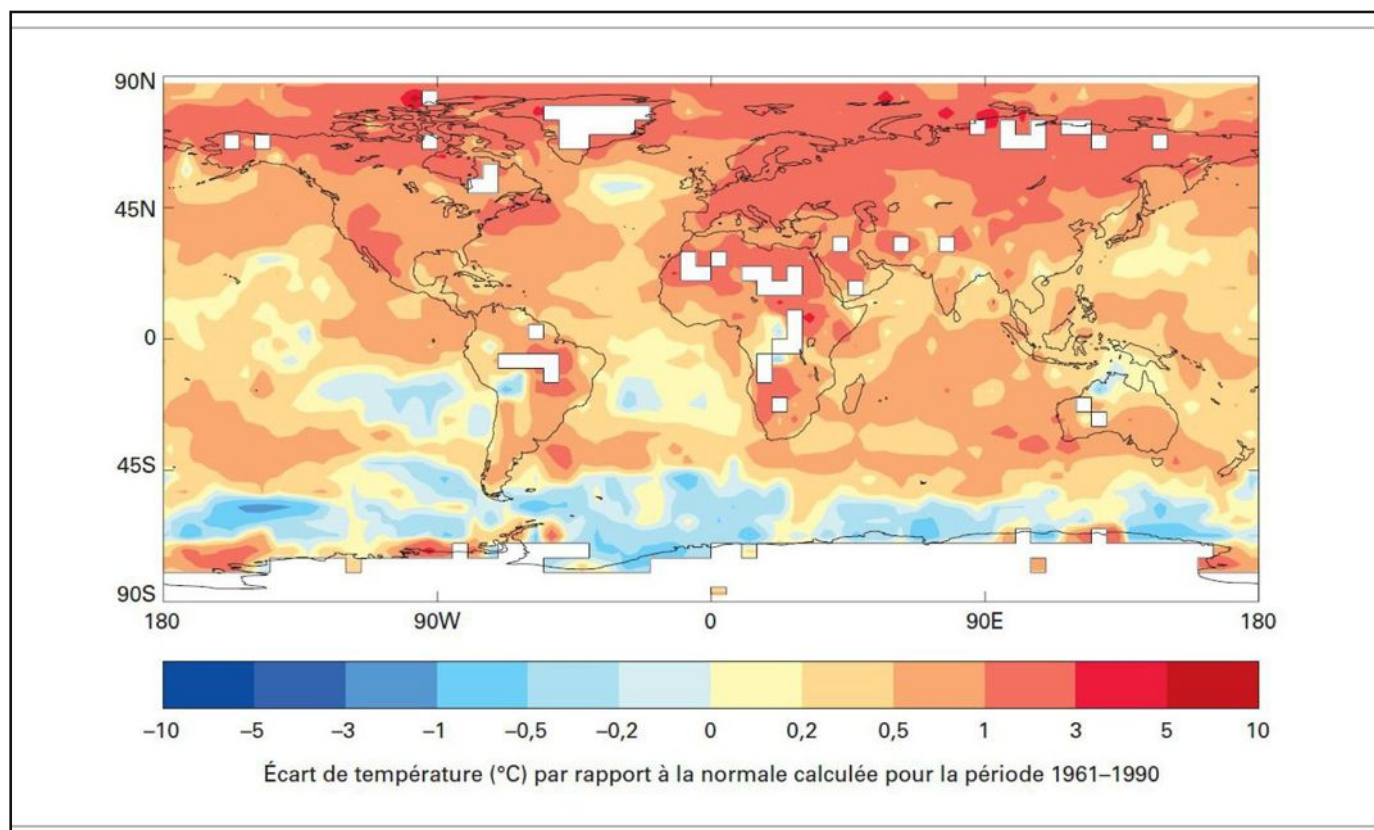 90N
45N
0
45S
90S
180 90W 0 90E 180
–10 –5 –3 –1 –0,5 –0,2 0 0,2 0,5 1 3 5 10
Écart de température (°C) par rapport à la normale calculée pour la période 1961–1990